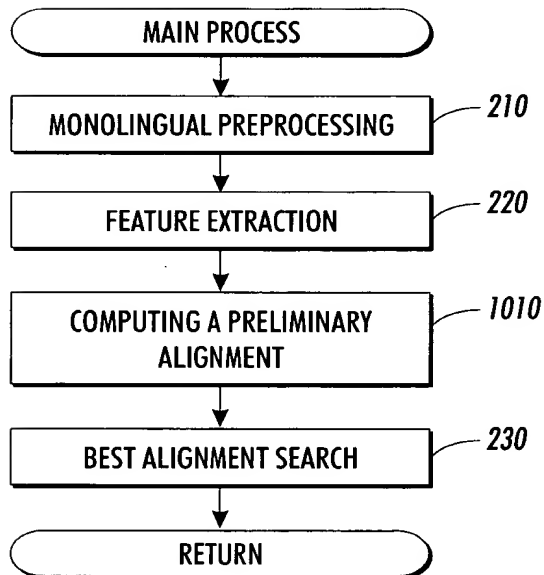 MAIN PROCESS
MONOLINGUAL PREPROCESSING
210
FEATURE EXTRACTION
220
COMPUTING A PRELIMINARY
ALIGNMENT
1010
BEST ALIGNMENT SEARCH
230
RETURN